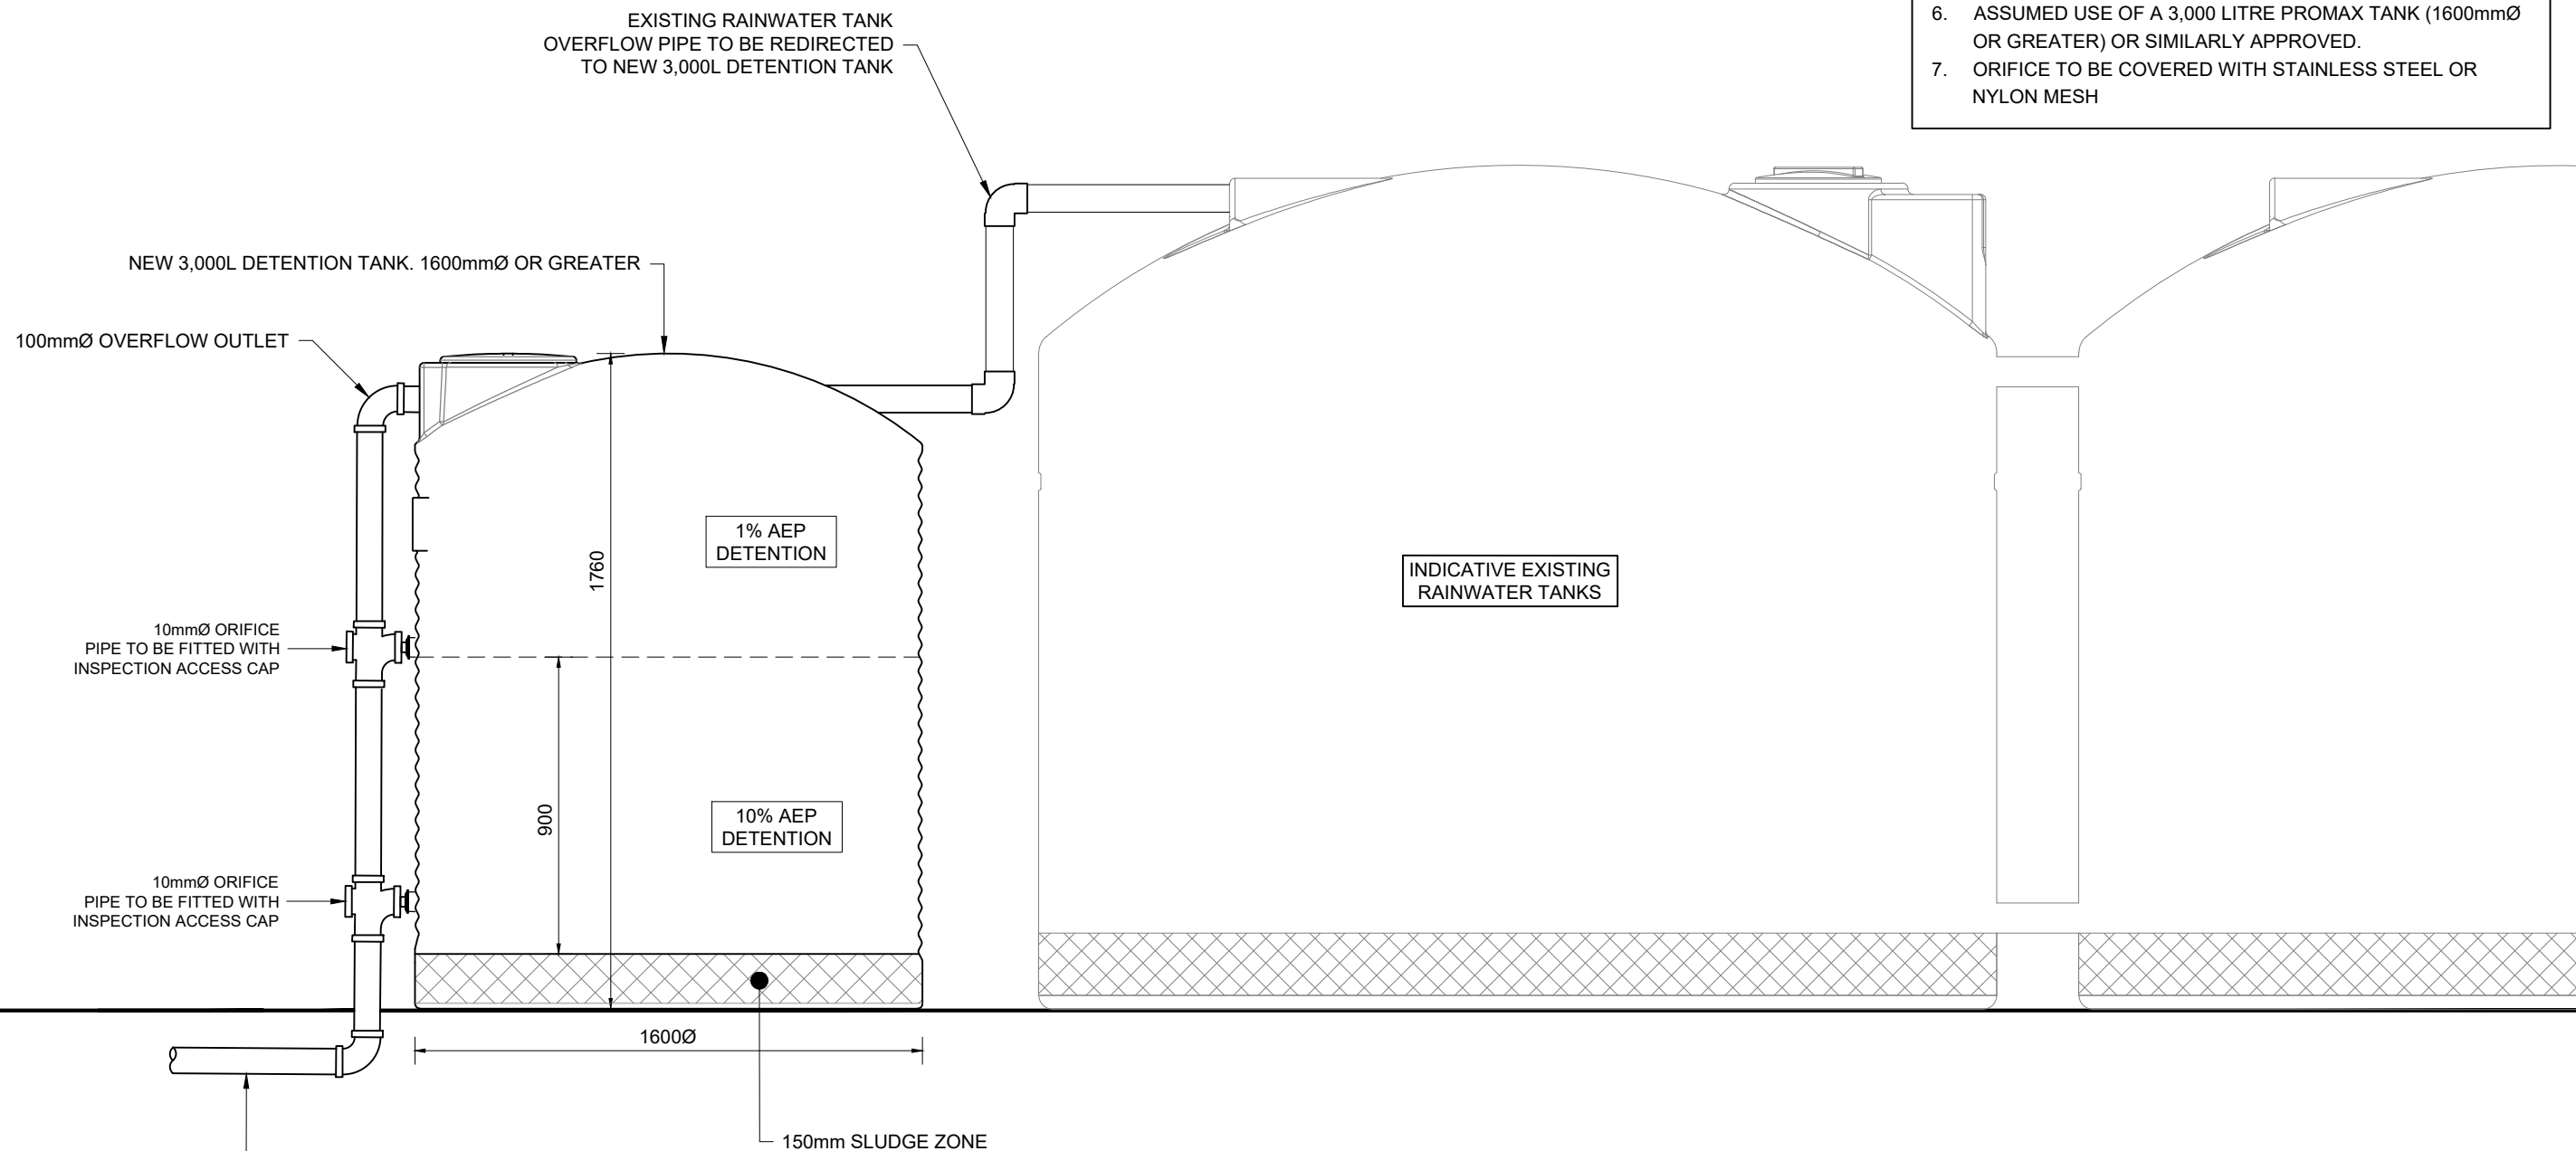 EXISTING RAINWATER TANK
OVERFLOW PIPE TO BE REDIRECTED
TO NEW 3,000L DETENTION TANK
6. ASSUMED USE OF A 3,000 LITRE PROMAX TANK (1600mmØ
OR GREATER) OR SIMILARLY APPROVED.
7. ORIFICE TO BE COVERED WITH STAINLESS STEEL OR
NYLON MESH
NEW 3,000L DETENTION TANK. 1600mmØ OR GREATER
100mmØ OVERFLOW OUTLET
1% AEP
DETENTION
1760
INDICATIVE EXISTING
RAINWATER TANKS
10mmØ ORIFICE
PIPE TO BE FITTED WITH
INSPECTION ACCESS CAP
900
10% AEP
DETENTION
10mmØ ORIFICE
PIPE TO BE FITTED WITH
INSPECTION ACCESS CAP
1600Ø
150mm SLUDGE ZONE